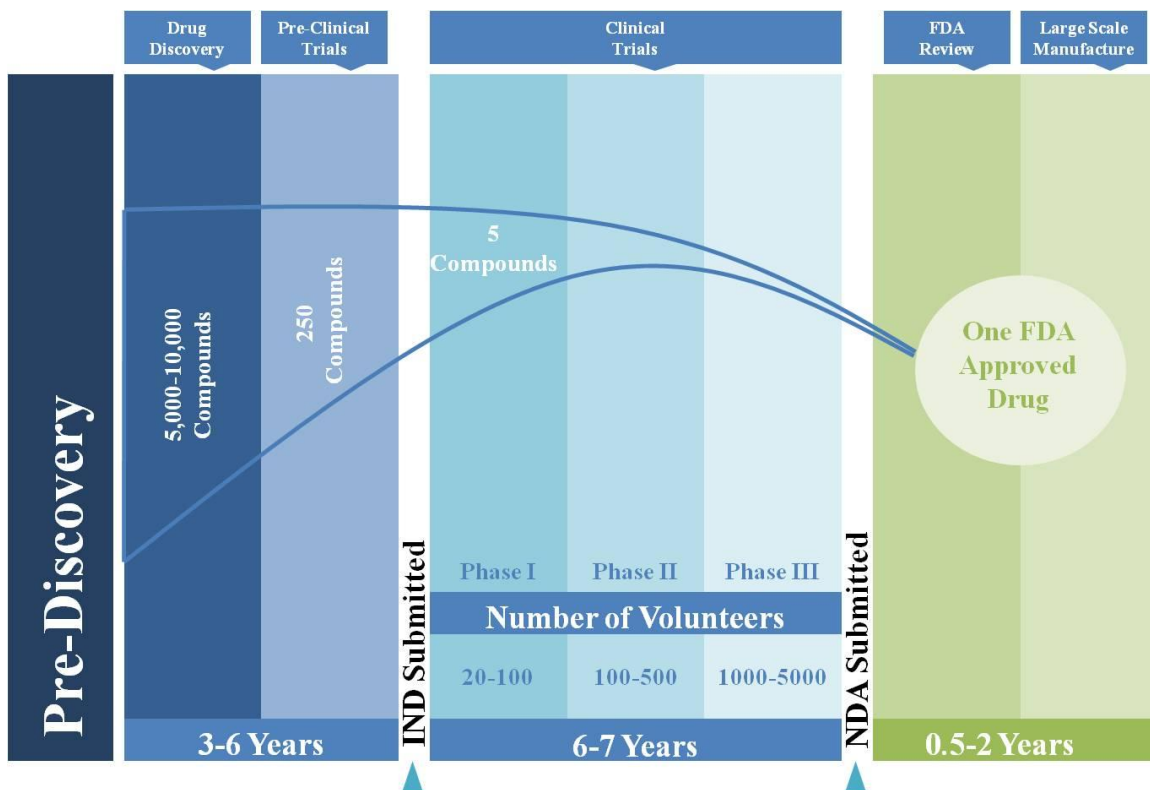 Drug
Discovery
Pre-Clinical
Trials
Clinical
Trials
FDA
Review
Large Scale
Manufacture
Pre-Discovery
5,000-10,000
Compounds
250
Compounds
5
Compounds
One FDA
Approved
Drug
IND Submitted
Phase I
Phase II
Phase III
Number of Volunteers
20-100
100-500
1000-5000
NDA Submitted
3-6 Years
6-7 Years
0.5-2 Years